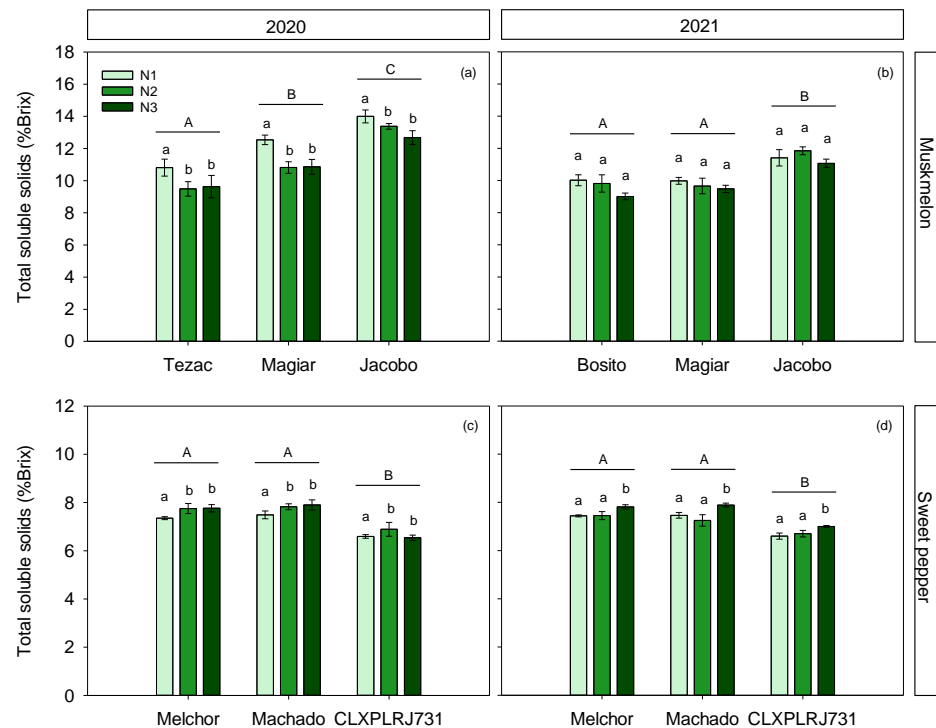 2020
2021
18
16
14
12
10
8
6
4
2
0
Total soluble solids (%Brix)
N1
N2
N3
(a)
A
B
C
a
b
b
a
b
b
a
b
b
Tezac
Magiar
Jacobo
(b)
A
A
B
a
a
a
a
a
a
a
a
a
Bosito
Magiar
Jacobo
Muskmelon
12
10
8
6
4
2
0
Total soluble solids (%Brix)
(c)
A
A
B
a
b
b
a
b
b
a
b
b
Melchor
Machado
CLXPLRJ731
(d)
A
A
B
a
a
b
a
a
b
a
a
b
Melchor
Machado
CLXPLRJ731
Sweet pepper